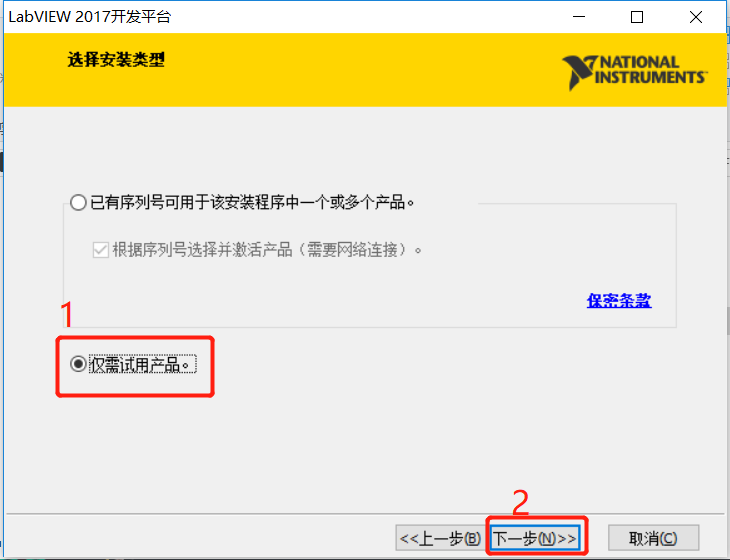 LabVIEW 2017开发平台
选择安装类型
NATIONAL
INSTRUMENTS™
已有序列号可用于该安装程序中一个或多个产品。
根据序列号选择并激活产品（需要网络连接）。
保密条款
1
仅需试用产品。
2
<<上一步(B) 下一步(N)>> 取消(C)